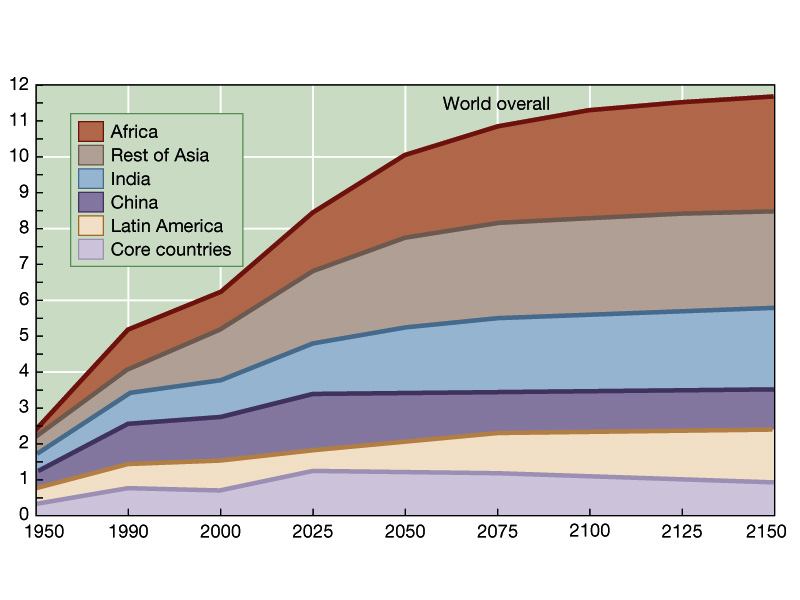 12
11
10
9
8
7
6
5
4
3
2
1
0
World overall
Africa
Rest of Asia
India
China
Latin America
Core countries
1950 1990 2000 2025 2050 2075 2100 2125 2150